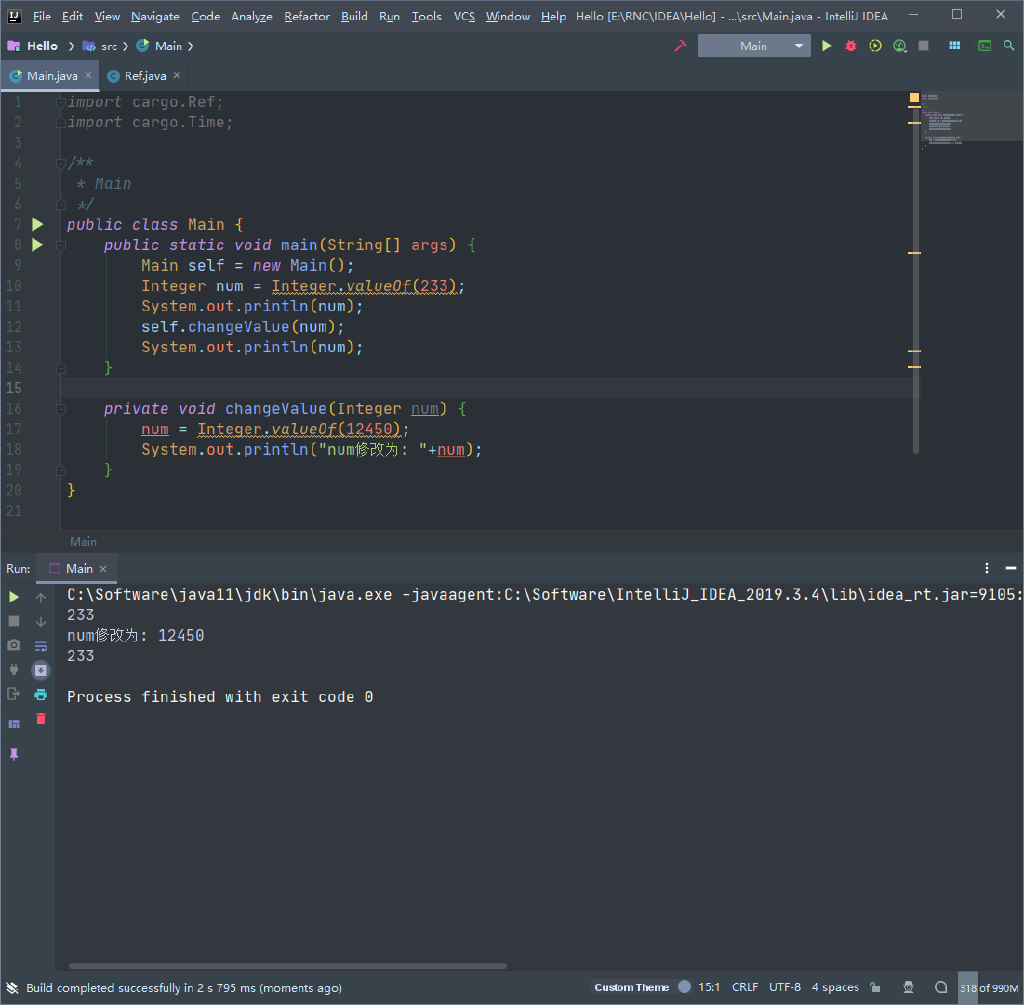 File Edit View Navigate Code Analyze Refactor Build Run Tools VCS Window Help Hello [E:\RNC\IDEA\Hello] - ...\src\Main.java - IntelliJ IDEA
Hello src Main Main
Main.java Ref.java
1 import cargo.Ref;
2 import cargo.Time;
3
4 /**
5 * Main
6 */
7 public class Main {
8 public static void main(String[] args) {
9 Main self = new Main();
10 Integer num = Integer.valueOf(233);
11 System.out.println(num);
12 self.changeValue(num);
13 System.out.println(num);
14 }
15
16 private void changeValue(Integer num) {
17 num = Integer.valueOf(12450);
18 System.out.println("num修改为: "+num);
19 }
20 }
21
Main
Run: Main
C:\Software\java11\jdk\bin\java.exe -javaagent:C:\Software\IntelliJ_IDEA_2019.3.4\lib\idea_rt.jar=9105:
233
num修改为: 12450
233
Process finished with exit code 0
Build completed successfully in 2 s 795 ms (moments ago) Custom Theme 15:1 CRLF UTF-8 4 spaces 318 of 990M